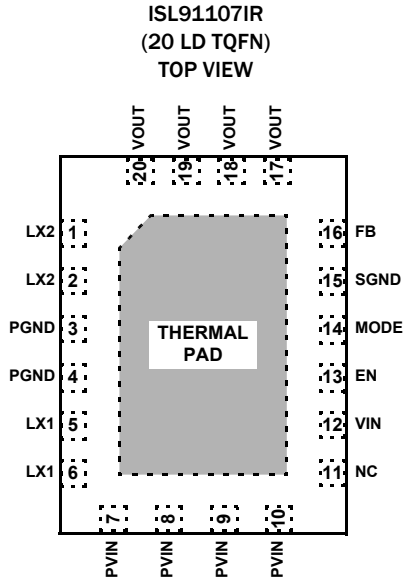 ISL91107IR
(20 LD TQFN)
TOP VIEW
VOUT VOUT VOUT VOUT
20 19 18 17
LX2 1
LX2 2
PGND 3
PGND 4
LX1 5
LX1 6
THERMAL
PAD
16 FB
15 SGND
14 MODE
13 EN
12 VIN
11 NC
7 8 9 10
PVIN PVIN PVIN PVIN